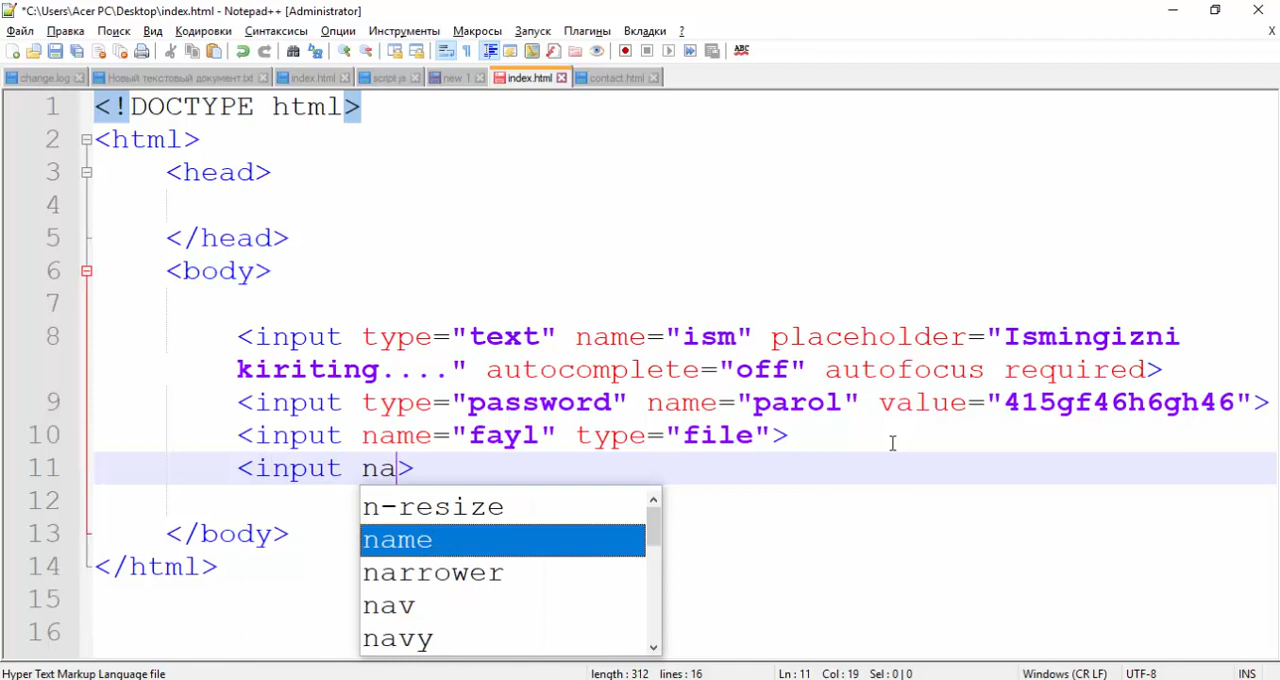 *C:\Users\Acer PC\Desktop\index.html - Notepad++ [Administrator]
Файл Правка Поиск Вид Кодировки Синтаксисы Опции Инструменты Макросы Запуск Плагины Вкладки ? X
ABC
change.log Новый текстовый документ.txt index.html script.js new 1 index.html contact.html
1 <!DOCTYPE html>
2 <html>
3 <head>
4
5 </head>
6 <body>
7
8 <input type="text" name="ism" placeholder="Ismingizni
kiriting...." autocomplete="off" autofocus required>
9 <input type="password" name="parol" value="415gf46h6gh46">
10 <input name="fayl" type="file">
11 <input na>
12 n-resize
13 </body> name
14 </html> narrower
15 nav
16 navy
Hyper Text Markup Language file length : 312 lines : 16 Ln : 11 Col : 19 Sel : 0 | 0 Windows (CR LF) UTF-8 INS